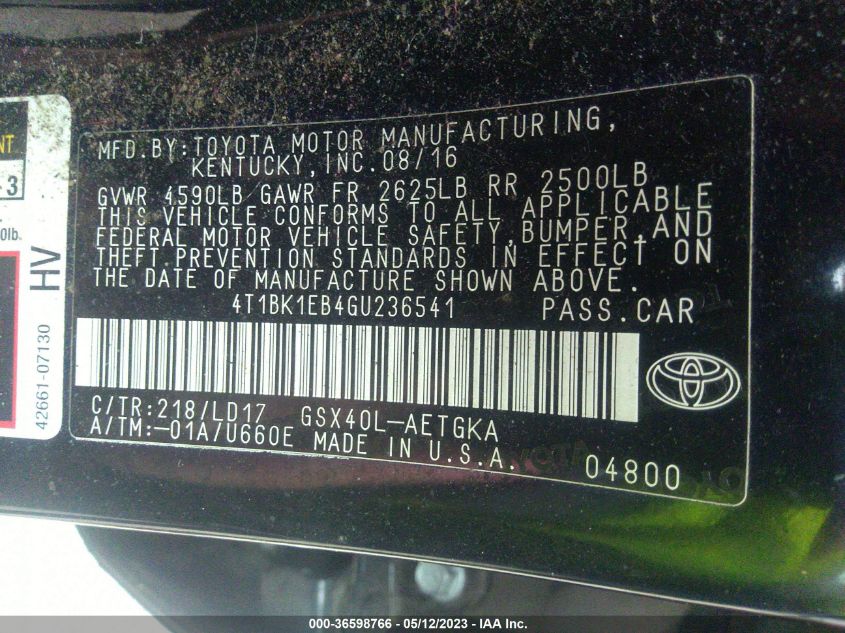 MFD.BY:TOYOTA MOTOR MANUFACTURING,
KENTUCKY,INC.08/16
GVWR 4590LB GAWR FR 2625LB RR 2500LB
THIS VEHICLE CONFORMS TO ALL APPLICABLE
FEDERAL MOTOR VEHICLE SAFETY,BUMPER,AND
THEFT PREVENTION STANDARDS IN EFFECT ON
THE DATE OF MANUFACTURE SHOWN ABOVE.
4T1BK1EB4GU236541 PASS.CAR
C/TR:218/LD17 GSX40L-AETGKA
A/TM:-01A/U660E MADE IN U.S.A. 04800
3
0lb.
HV
42661-07130
000-36598766 - 05/12/2023 - IAA Inc.